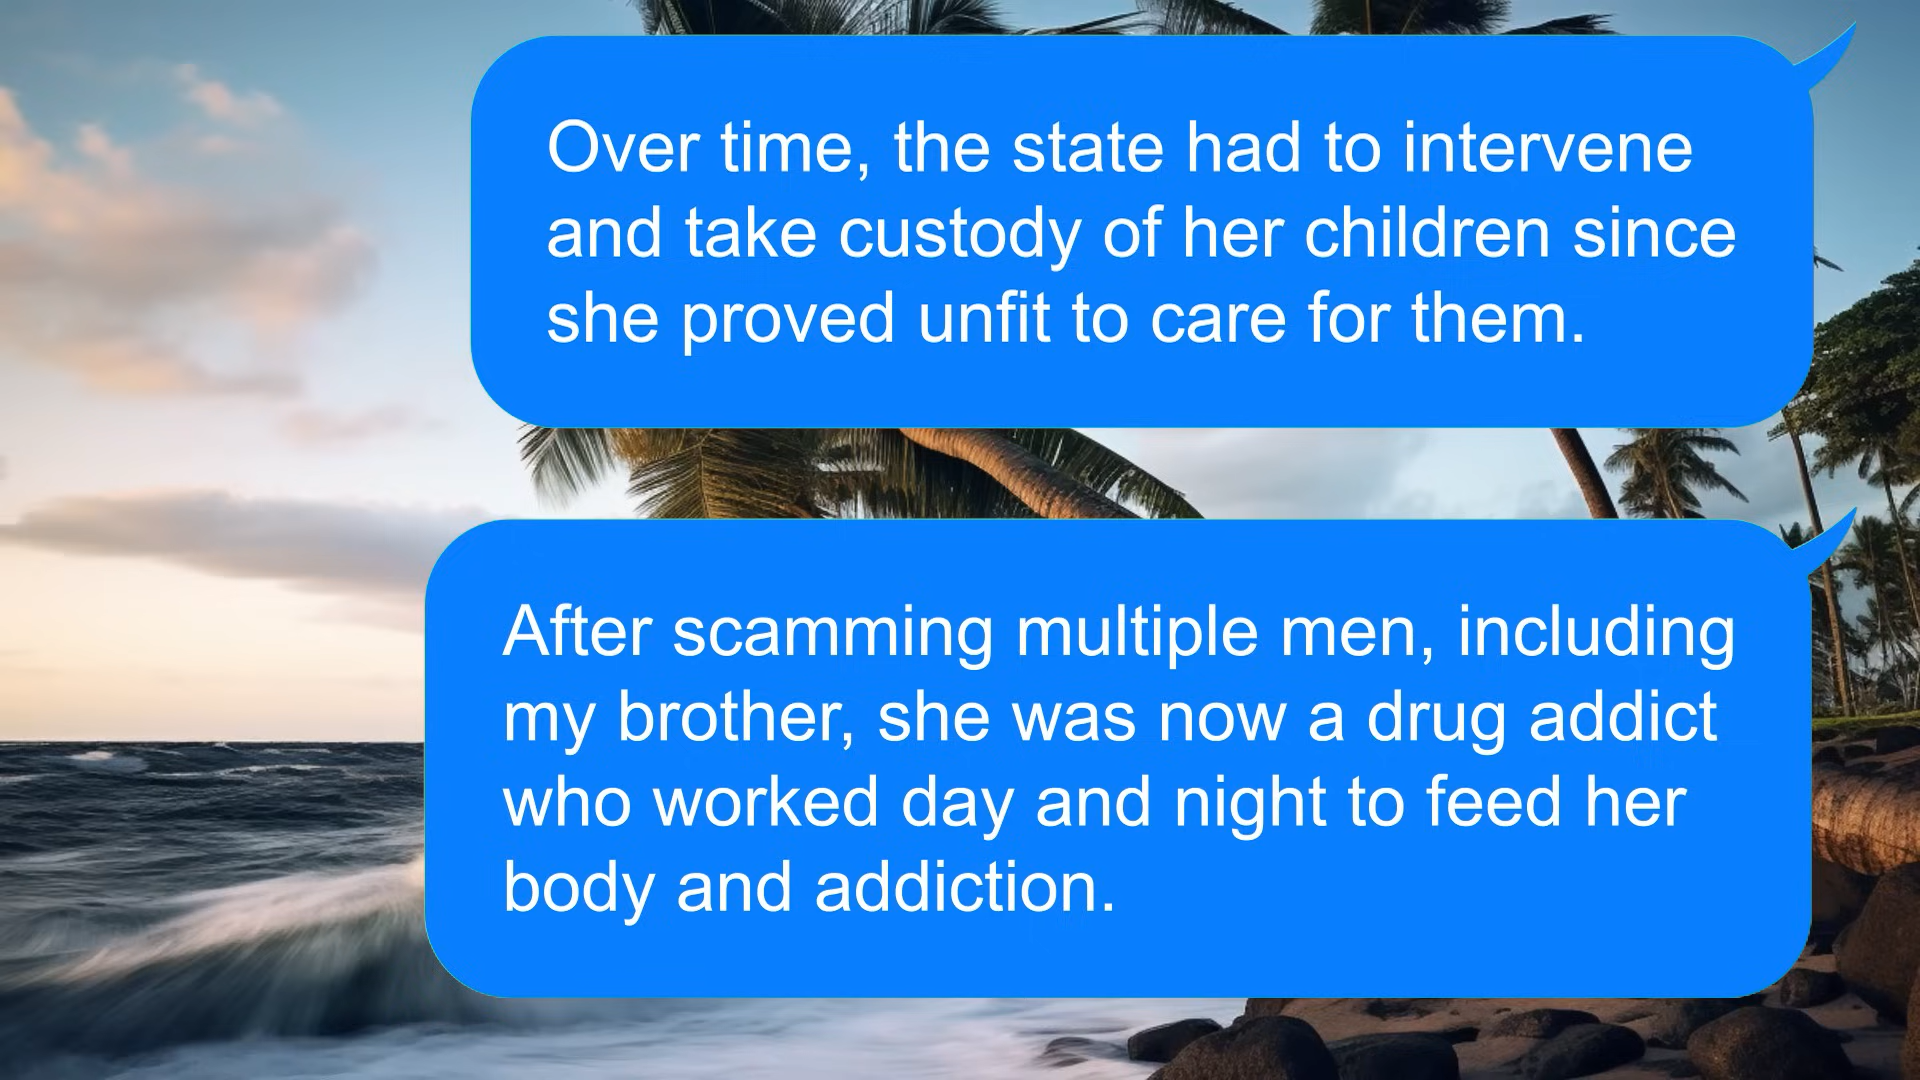 Over time, the state had to intervene
and take custody of her children since
she proved unfit to care for them.
After scamming multiple men, including
my brother, she was now a drug addict
who worked day and night to feed her
body and addiction.